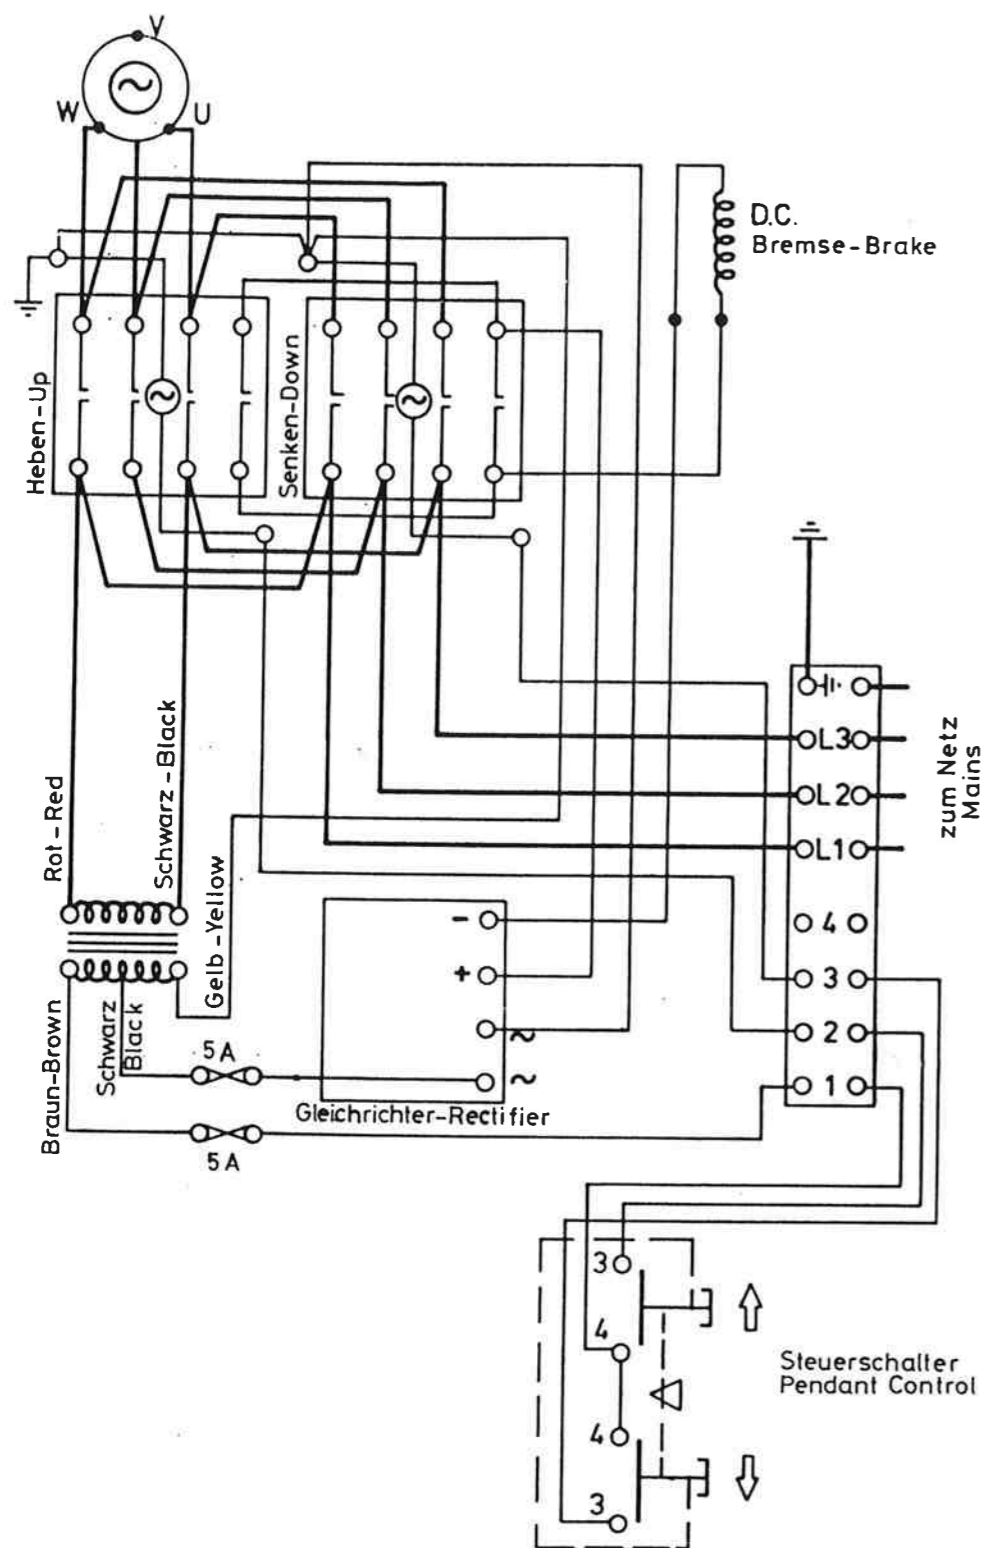 V
W
U
D.C.
Bremse-Brake
Heben-Up
Senken-Down
Rot-Red
Schwarz-Black
Gelb-Yellow
Braun-Brown
Schwarz
Black
5A
5A
-
+
~
~
Gleichrichter-Rectifier
L3
L2
L1
4
3
2
1
zum Netz
Mains
3
4
4
3
Steuerschalter
Pendant Control